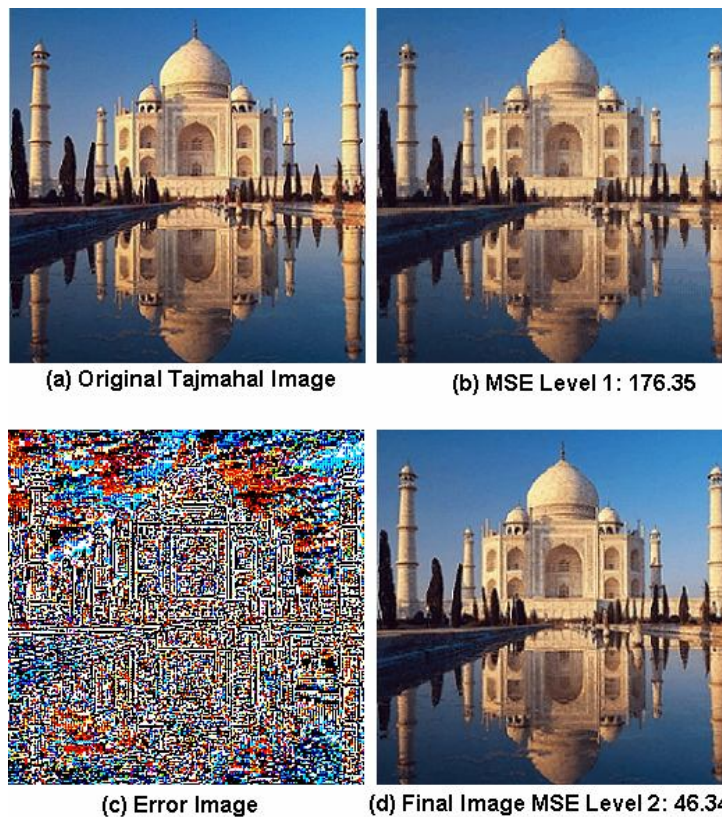 (a) Original Tajmahal Image
(b) MSE Level 1: 176.35
(c) Error Image
(d) Final Image MSE Level 2: 46.34